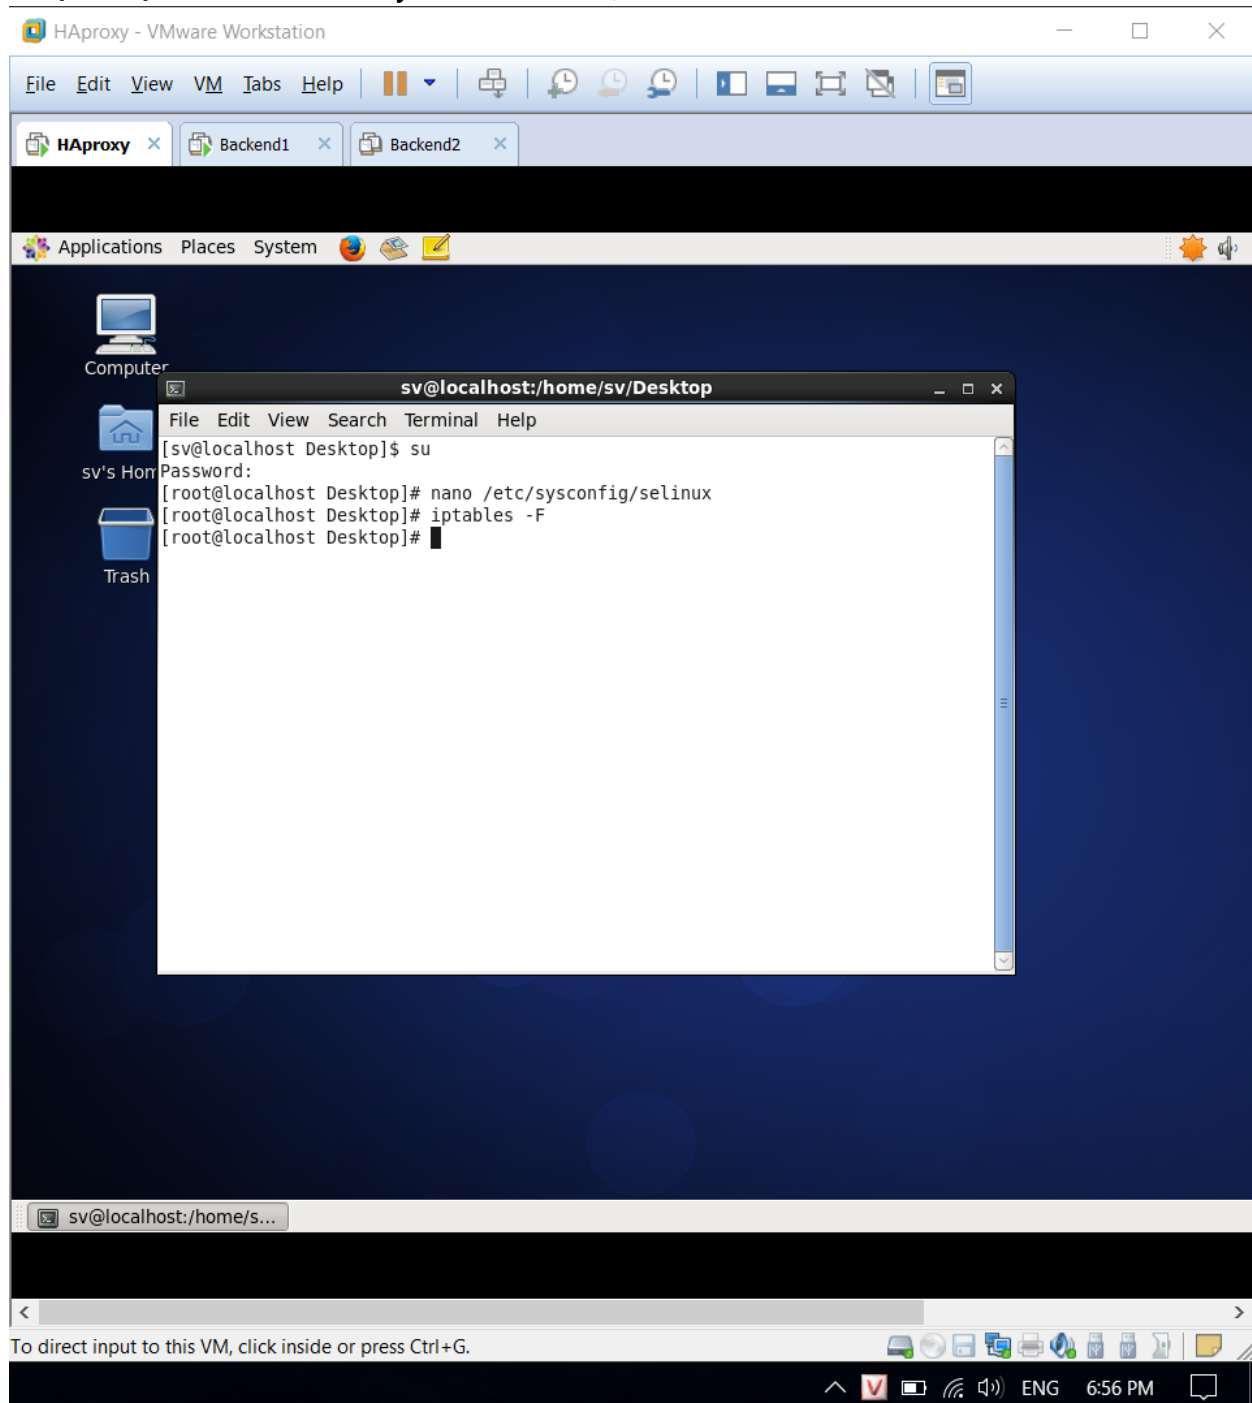 HAproxy - VMware Workstation
File Edit View VM Tabs Help
HAproxy Backend1 Backend2
Applications Places System
Computer
sv@localhost:/home/sv/Desktop
File Edit View Search Terminal Help
[sv@localhost Desktop]$ su
Password:
[root@localhost Desktop]# nano /etc/sysconfig/selinux
[root@localhost Desktop]# iptables -F
[root@localhost Desktop]#
sv's Hom
Trash
sv@localhost:/home/s...
To direct input to this VM, click inside or press Ctrl+G.
V ENG 6:56 PM